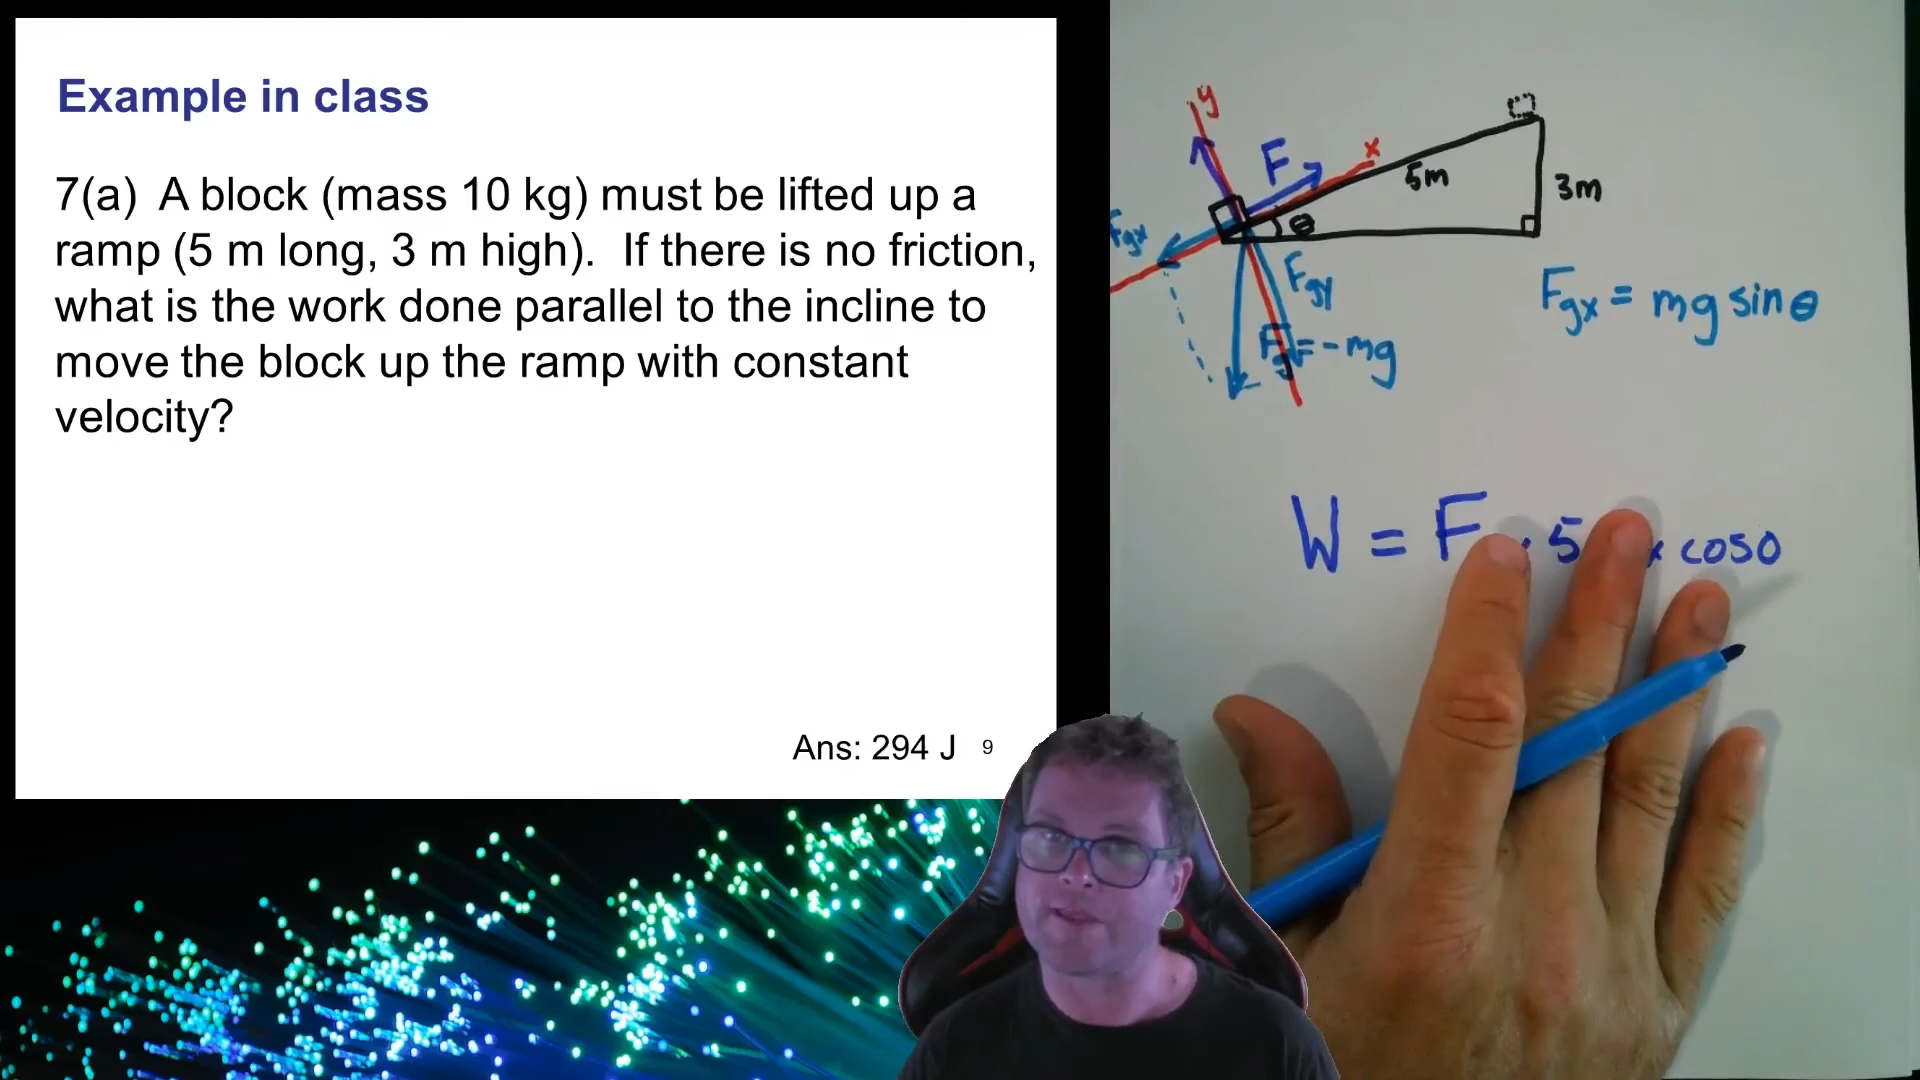 Example in class
7(a) A block (mass 10 kg) must be lifted up a
ramp (5 m long, 3 m high). If there is no friction,
what is the work done parallel to the incline to
move the block up the ramp with constant
velocity?
Ans: 294 J 9
y
F
x
5m
3m
θ
Fgx
Fgy
Fg = -mg
Fgx = mg sinθ
W = F 5 x cos0